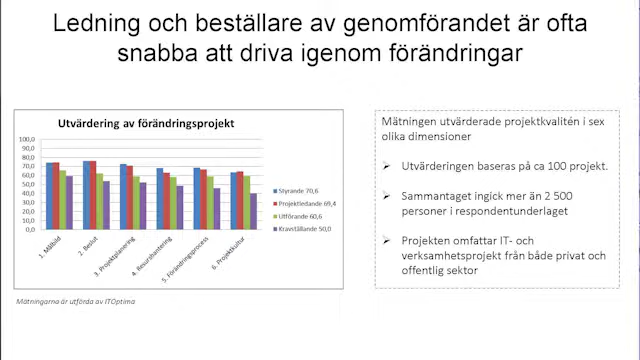 Ledning och beställare av genomförandet är ofta
snabba att driva igenom förändringar
Utvärdering av förändringsprojekt
100,0
90,0
80,0
70,0
60,0
50,0
40,0
30,0
20,0
10,0
0,0
1. Målbild
2. Beslut
3. Projektplanering
4. Resurshantering
5. Förändringsprocess
6. Projektkultur
Styrande 70,6
Projektledande 69,4
Utförande 60,6
Kravställande 50,0
Mätningarna är utförda av ITOptima
Mätningen utvärderade projektkvalitén i sex
olika dimensioner
Utvärderingen baseras på ca 100 projekt.
Sammantaget ingick mer än 2 500
personer i respondentunderlaget
Projekten omfattar IT- och
verksamhetsprojekt från både privat och
offentlig sektor